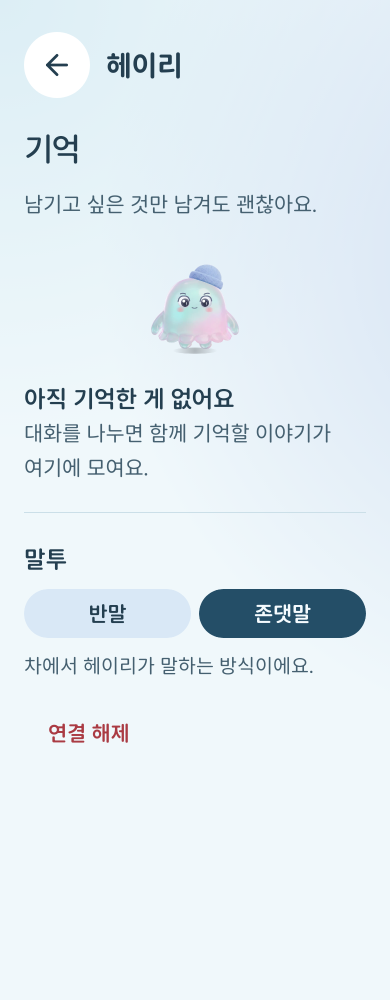 헤이리
기억
남기고 싶은 것만 남겨도 괜찮아요.
아직 기억한 게 없어요
대화를 나누면 함께 기억할 이야기가
여기에 모여요.
말투
반말
존댓말
차에서 헤이리가 말하는 방식이에요.
연결 해제